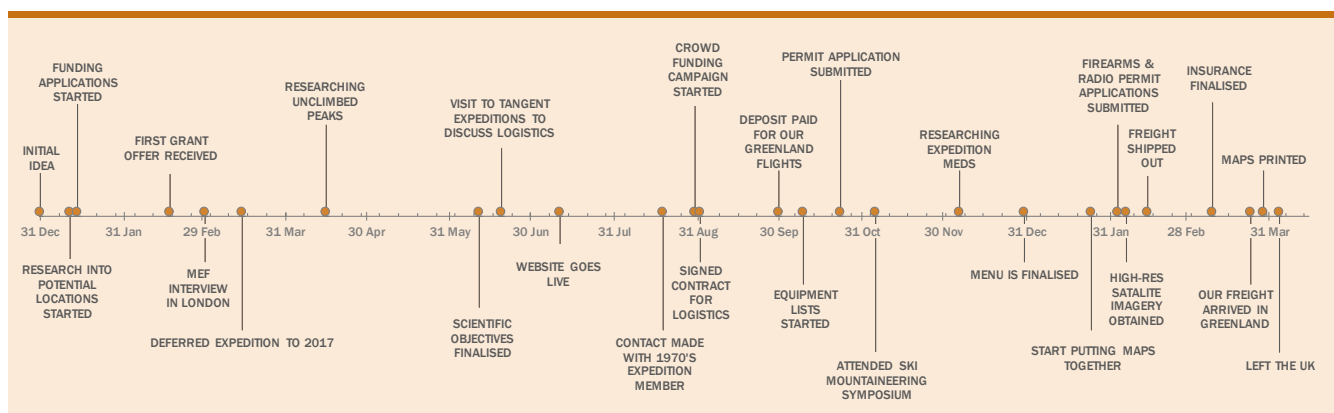 FUNDING
APPLICATIONS
STARTED
INITIAL
IDEA
FIRST GRANT
OFFER RECEIVED
RESEARCHING
UNCLIMBED
PEAKS
VISIT TO TANGENT
EXPEDITIONS TO
DISCUSS LOGISTICS
CROWD
FUNDING
CAMPAIGN
STARTED
DEPOSIT PAID
FOR OUR
GREENLAND
FLIGHTS
PERMIT APPLICATION
SUBMITTED
RESEARCHING
EXPEDITION
MEDS
FIREARMS &
RADIO PERMIT
APPLICATIONS
SUBMITTED
FREIGHT
SHIPPED
OUT
INSURANCE
FINALISED
MAPS PRINTED
31 Dec 31 Jan 29 Feb 31 Mar 30 Apr 31 May 30 Jun 31 Jul 31 Aug 30 Sep 31 Oct 30 Nov 31 Dec 31 Jan 28 Feb 31 Mar
RESEARCH INTO
POTENTIAL
LOCATIONS
STARTED
MEF
INTERVIEW
IN LONDON
DEFERRED EXPEDITION TO 2017
SCIENTIFIC
OBJECTIVES
FINALISED
WEBSITE GOES
LIVE
CONTACT MADE
WITH 1970'S
EXPEDITION
MEMBER
SIGNED
CONTRACT
FOR
LOGISTICS
EQUIPMENT
LISTS
STARTED
ATTENDED SKI
MOUNTAINEERING
SYMPOSIUM
MENU IS FINALISED
START PUTTING MAPS
TOGETHER
HIGH-RES
SATALITE
IMAGERY
OBTAINED
OUR FREIGHT
ARRIVED IN
GREENLAND
LEFT THE UK